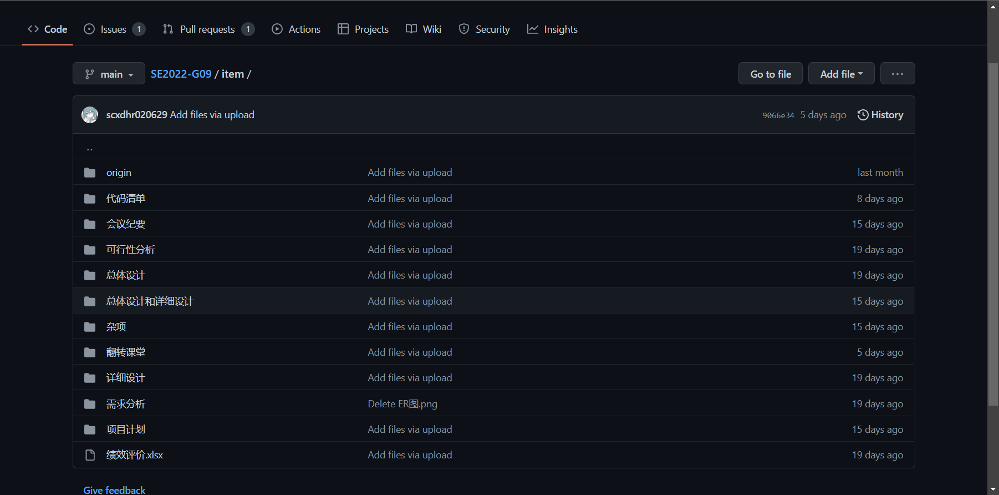 Code Issues 1 Pull requests 1 Actions Projects Wiki Security Insights
main SE2022-G09 / item / Go to file Add file ...
scxdhr020629 Add files via upload 9066e34 5 days ago History
..
origin Add files via upload last month
代码清单 Add files via upload 8 days ago
会议纪要 Add files via upload 15 days ago
可行性分析 Add files via upload 19 days ago
总体设计 Add files via upload 19 days ago
总体设计和详细设计 Add files via upload 15 days ago
杂项 Add files via upload 15 days ago
翻转课堂 Add files via upload 5 days ago
详细设计 Add files via upload 19 days ago
需求分析 Delete ER图.png 19 days ago
项目计划 Add files via upload 15 days ago
绩效评价.xlsx Add files via upload 19 days ago
Give feedback